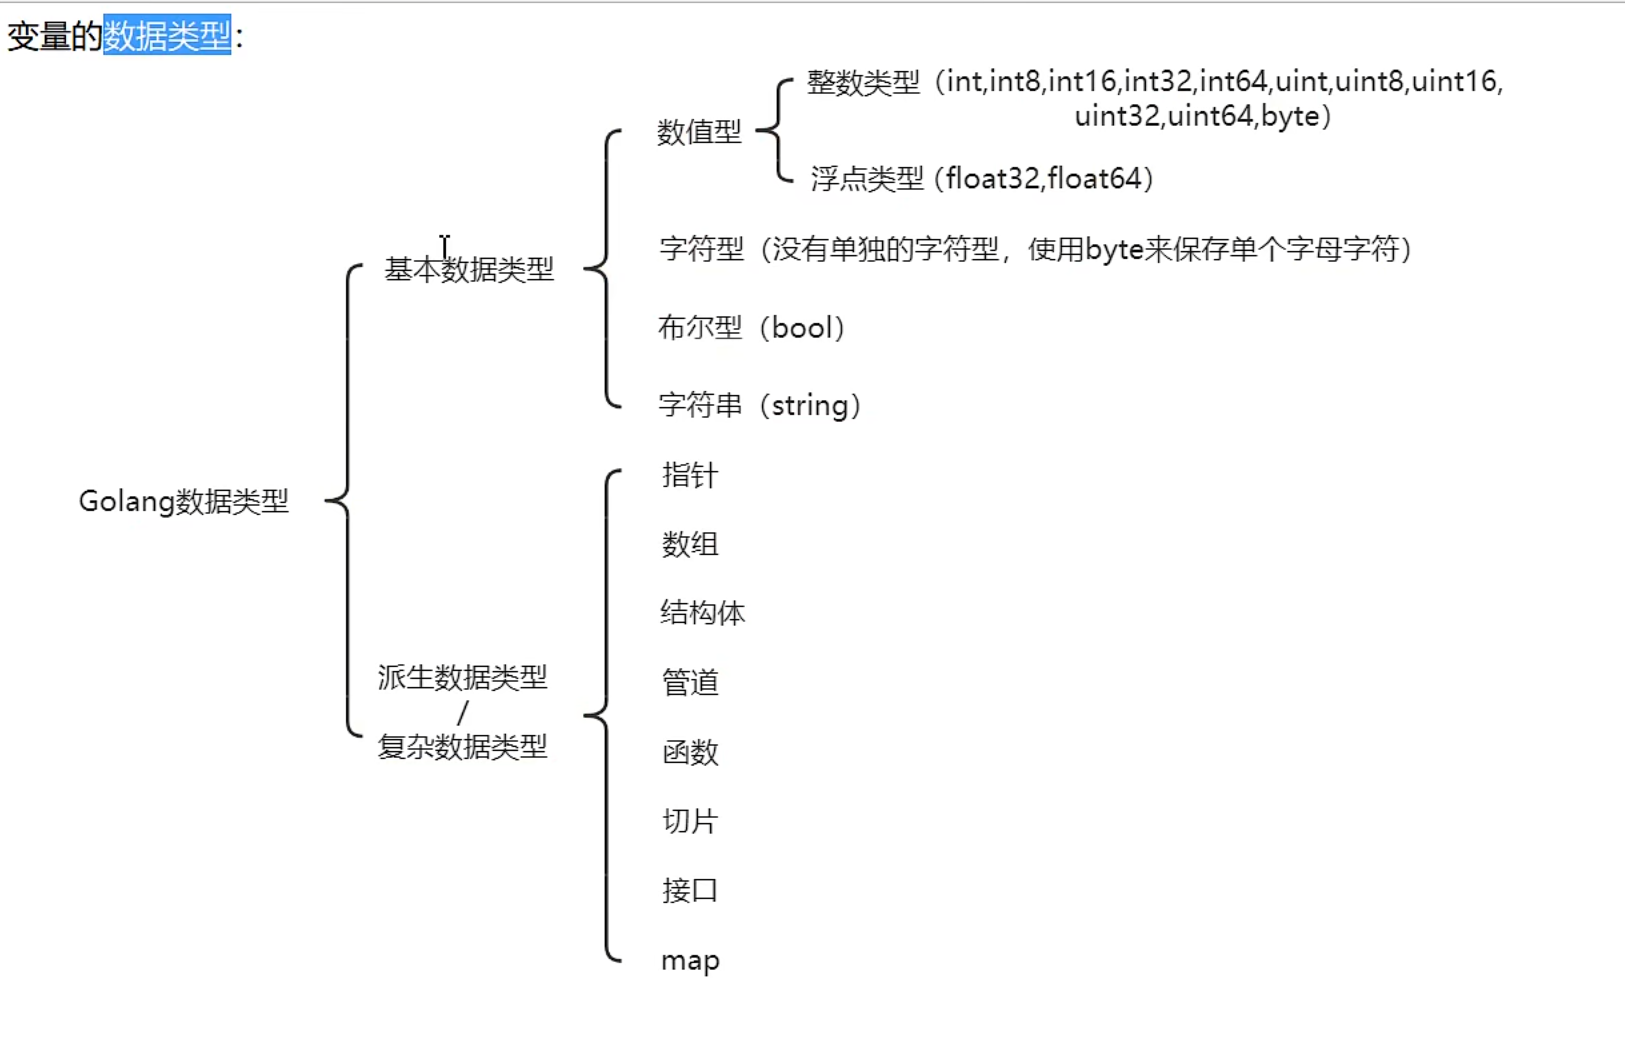 变量的数据类型：
整数类型（int,int8,int16,int32,int64,uint,uint8,uint16,
uint32,uint64,byte）
数值型
浮点类型 (float32,float64）
字符型（没有单独的字符型，使用byte来保存单个字母字符）
基本数据类型
布尔型（bool）
字符串（string）
Golang数据类型
指针
数组
结构体
派生数据类型
/
复杂数据类型
管道
函数
切片
接口
map